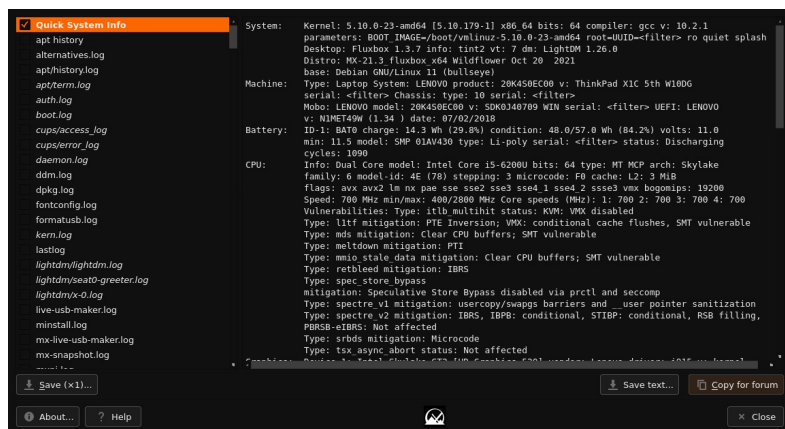 Quick System Info
apt history
alternatives.log
apt/history.log
apt/term.log
auth.log
boot.log
cups/access_log
cups/error_log
daemon.log
ddm.log
dpkg.log
fontconfig.log
formatusb.log
kern.log
lastlog
lightdm/lightdm.log
lightdm/seat0-greeter.log
lightdm/x-0.log
live-usb-maker.log
minstall.log
mx-live-usb-maker.log
mx-snapshot.log
System: Kernel: 5.10.0-23-amd64 [5.10.179-1] x86_64 bits: 64 compiler: gcc v: 10.2.1
parameters: BOOT_IMAGE=/boot/vmlinuz-5.10.0-23-amd64 root=UUID=<filter> ro quiet splash
Desktop: Fluxbox 1.3.7 info: tint2 vt: 7 dm: LightDM 1.26.0
Distro: MX-21.3_fluxbox_x64 Wildflower Oct 20 2021
base: Debian GNU/Linux 11 (bullseye)
Machine: Type: Laptop System: LENOVO product: 20K4S0EC00 v: ThinkPad X1C 5th W10DG
serial: <filter> Chassis: type: 10 serial: <filter>
Mobo: LENOVO model: 20K4S0EC00 v: SDK0J40709 WIN serial: <filter> UEFI: LENOVO
v: N1MET49W (1.34 ) date: 07/02/2018
Battery: ID-1: BAT0 charge: 14.3 Wh (29.8%) condition: 48.0/57.0 Wh (84.2%) volts: 11.0
min: 11.5 model: SMP 01AV430 type: Li-poly serial: <filter> status: Discharging
cycles: 1090
CPU: Info: Dual Core model: Intel Core i5-6200U bits: 64 type: MT MCP arch: Skylake
family: 6 model-id: 4E (78) stepping: 3 microcode: F0 cache: L2: 3 MiB
flags: avx avx2 lm nx pae sse sse2 sse3 sse4_1 sse4_2 ssse3 vmx bogomips: 19200
Speed: 700 MHz min/max: 400/2800 MHz Core speeds (MHz): 1: 700 2: 700 3: 700 4: 700
Vulnerabilities: Type: itlb_multihit status: KVM: VMX disabled
Type: l1tf mitigation: PTE Inversion; VMX: conditional cache flushes, SMT vulnerable
Type: mds mitigation: Clear CPU buffers; SMT vulnerable
Type: meltdown mitigation: PTI
Type: mmio_stale_data mitigation: Clear CPU buffers; SMT vulnerable
Type: retbleed mitigation: IBRS
Type: spec_store_bypass
mitigation: Speculative Store Bypass disabled via prctl and seccomp
Type: spectre_v1 mitigation: usercopy/swapgs barriers and __user pointer sanitization
Type: spectre_v2 mitigation: IBRS, IBPB: conditional, STIBP: conditional, RSB filling,
PBRSB-eIBRS: Not affected
Type: srbds mitigation: Microcode
Type: tsx_async_abort status: Not affected
Save (×1)...
Save text...
Copy for forum
About...
? Help
× Close